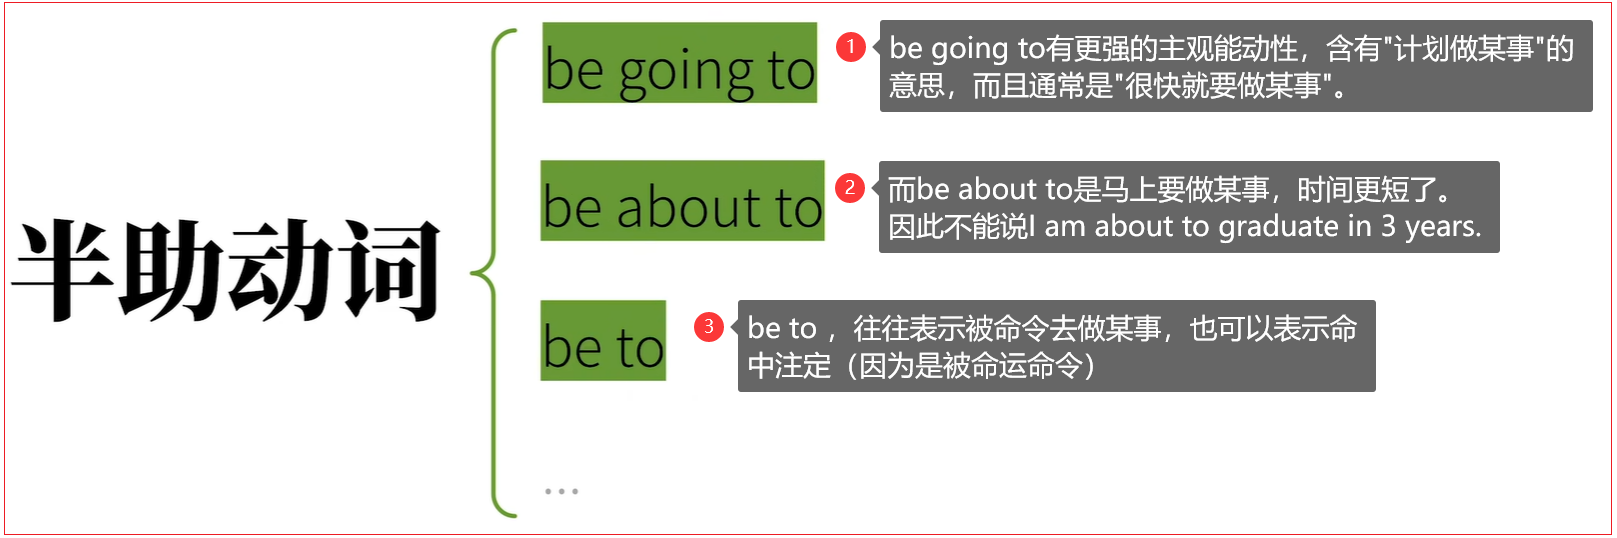 半助动词
be going to
1
be going to有更强的主观能动性，含有"计划做某事"的
意思，而且通常是"很快就要做某事"。
be about to
2
而be about to是马上要做某事，时间更短了。
因此不能说I am about to graduate in 3 years.
be to
3
be to ，往往表示被命令去做某事，也可以表示命
中注定（因为是被命运命令）
...